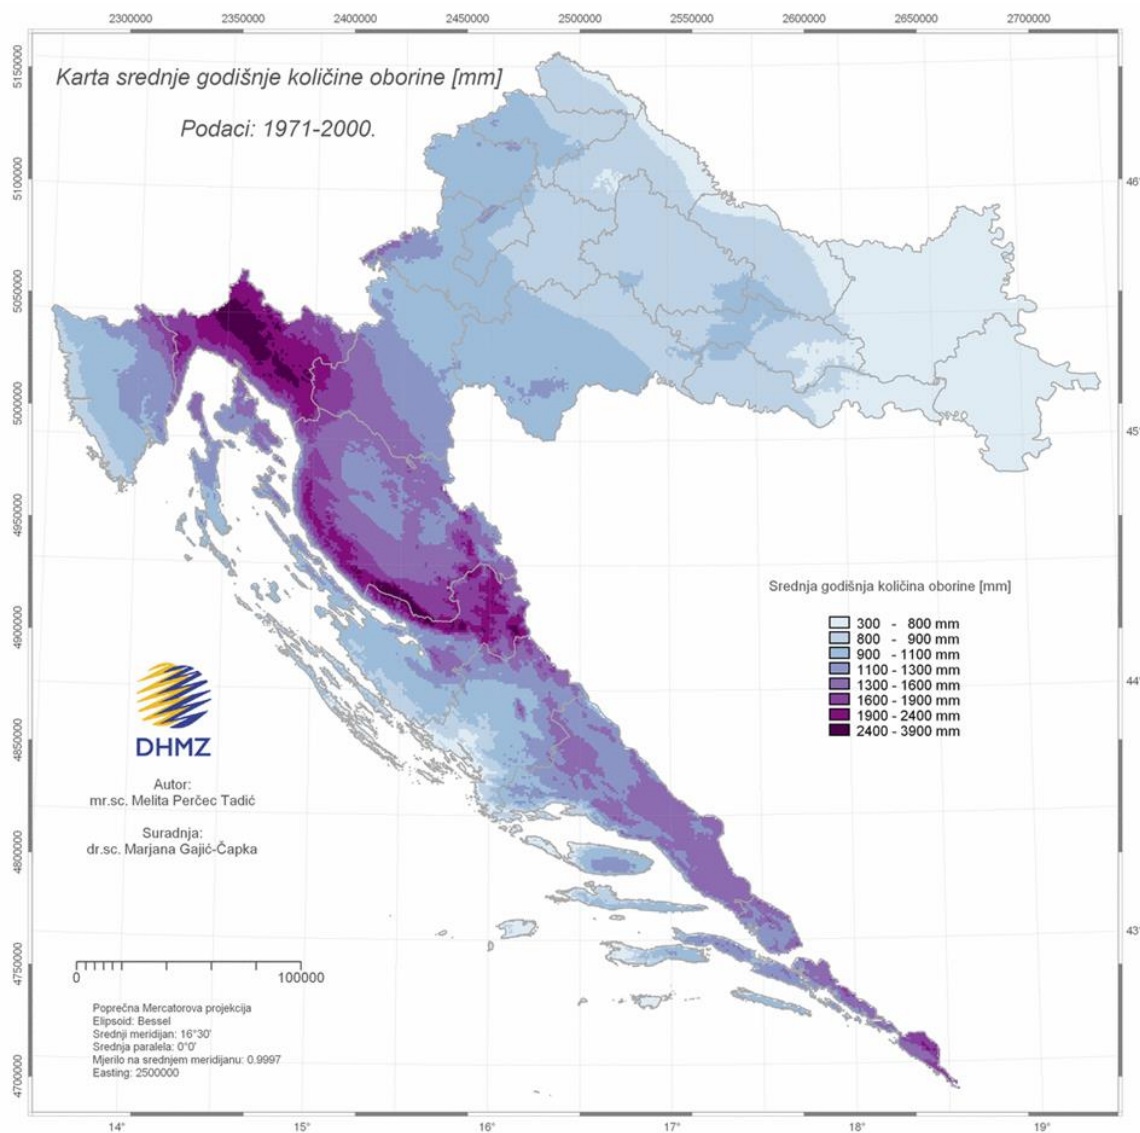 2300000 2350000 2400000 2450000 2500000 2550000 2600000 2650000 2700000
Karta srednje godišnje količine oborine [mm]
Podaci: 1971-2000.
5150000
5100000
5050000
5000000
4950000
4900000
4850000
4800000
4750000
4700000
46°
45°
44°
43°
Srednja godišnja količina oborine [mm]
300 - 800 mm
800 - 900 mm
900 - 1100 mm
1100 - 1300 mm
1300 - 1600 mm
1600 - 1900 mm
1900 - 2400 mm
2400 - 3900 mm
DHMZ
Autor:
mr.sc. Melita Perčec Tadić
Suradnja:
dr.sc. Marjana Gajić-Čapka
0 100000
Poprečna Mercatorova projekcija
Elipsoid: Bessel
Srednji meridijan: 16°30'
Srednja paralela: 0°0'
Mjerilo na srednjem meridijanu: 0.9997
Easting: 2500000
14° 15° 16° 17° 18° 19°